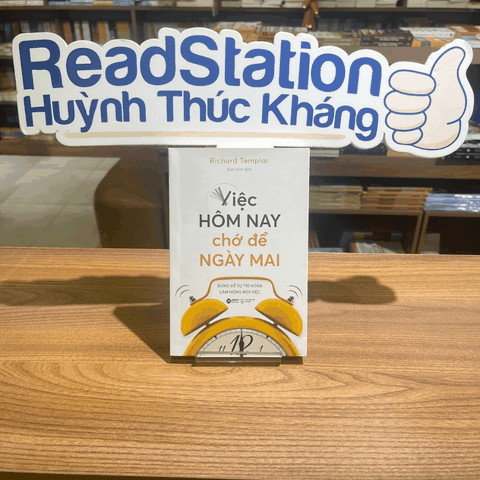 ReadStation
Huỳnh Thúc Kháng
Richard Templar
Việc
HÔM NAY
chớ để
NGÀY MAI
ĐỪNG ĐỂ SỰ TRÌ HOÃN
LÀM HỎNG MỌI VIỆC
12